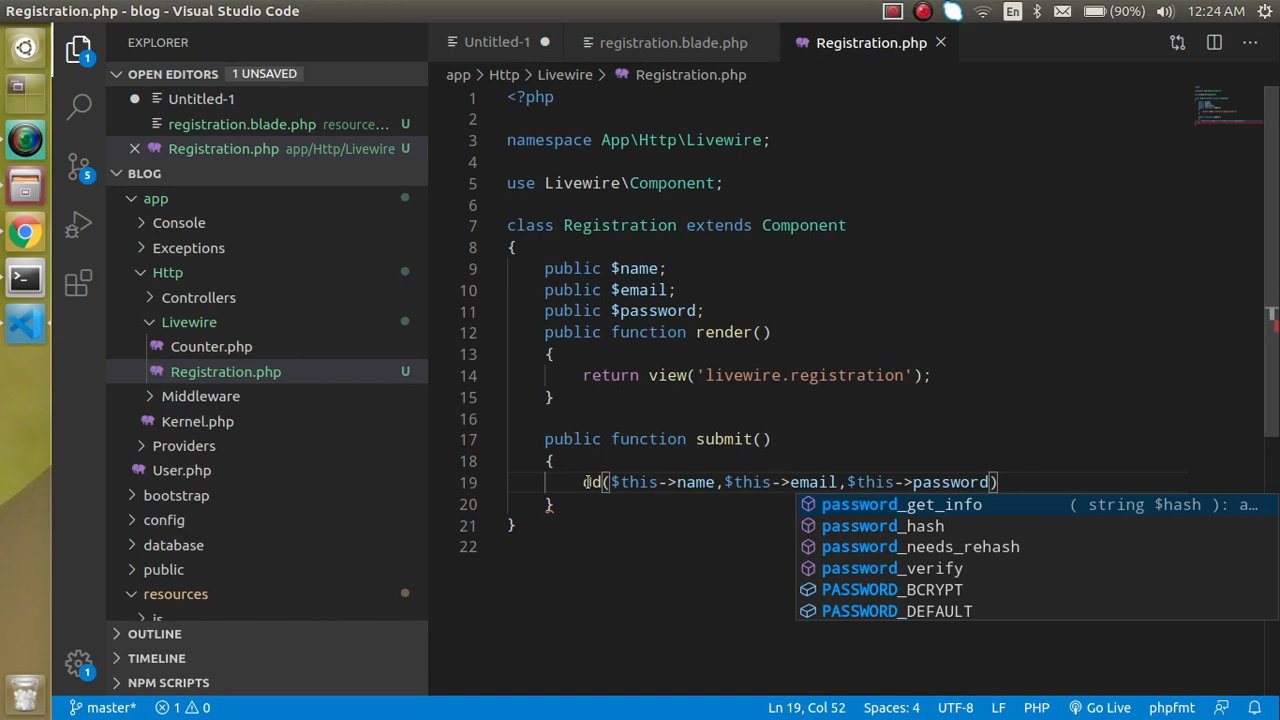 Registration.php - blog - Visual Studio Code
En
(90%)
12:24 AM
EXPLORER
Untitled-1
registration.blade.php
Registration.php
OPEN EDITORS
1 UNSAVED
app > Http > Livewire > Registration.php
Untitled-1
registration.blade.php resource... U
Registration.php app/Http/Livewire U
BLOG
app
Console
Exceptions
Http
Controllers
Livewire
Counter.php
Registration.php U
Middleware
Kernel.php
Providers
User.php
bootstrap
config
database
public
resources
js
OUTLINE
TIMELINE
NPM SCRIPTS
1
5
1
1 <?php
2
3 namespace App\Http\Livewire;
4
5 use Livewire\Component;
6
7 class Registration extends Component
8 {
9 public $name;
10 public $email;
11 public $password;
12 public function render()
13 {
14 return view('livewire.registration');
15 }
16
17 public function submit()
18 {
19 dd($this->name,$this->email,$this->password)
20 }
21 }
22
password_get_info ( string $hash ): a…
password_hash
password_needs_rehash
password_verify
PASSWORD_BCRYPT
PASSWORD_DEFAULT
master*
1
0
Ln 19, Col 52
Spaces: 4
UTF-8
LF
PHP
Go Live
phpfmt